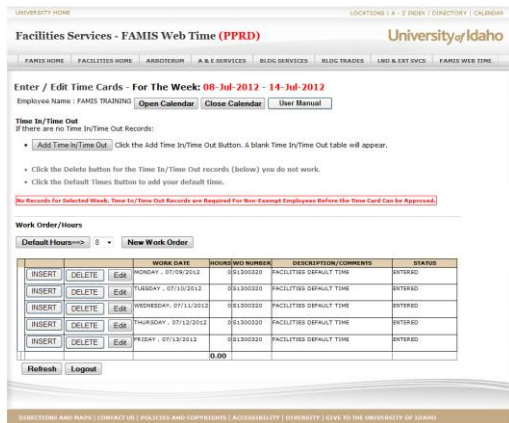 UNIVERSITY HOME
LOCATIONS | A - Z INDEX | DIRECTORY | CALENDAR
Facilities Services - FAMIS Web Time (PPRD)
University of Idaho
FAMIS HOME FACILITIES HOME ARBOTERUM A & E SERVICES BLDG SERVICES BLDG TRADES LND & EXT SVCS FAMIS WEB TIME
Enter / Edit Time Cards - For The Week: 08-Jul-2012 - 14-Jul-2012
Employee Name : FAMIS TRAINING Open Calendar Close Calendar User Manual
Time In/Time Out
If there are no Time In/Time Out Records:
• Add Time In/Time Out Click the Add Time In/Time Out Button. A blank Time In/Time Out table will appear.
• Click the Delete button for the Time In/Time Out records (below) you do not work.
• Click the Default Times Button to add your default time.
No Records for Selected Week. Time In/Time Out Records are Required For Non-Exempt Employees Before the Time Card Can be Approved.
Work Order/Hours
Default Hours==> 8 New Work Order
WORK DATE HOURS WO NUMBER DESCRIPTION/COMMENTS STATUS
INSERT DELETE Edit MONDAY , 07/09/2012 0 S1300320 FACILITIES DEFAULT TIME ENTERED
INSERT DELETE Edit TUESDAY , 07/10/2012 0 S1300320 FACILITIES DEFAULT TIME ENTERED
INSERT DELETE Edit WEDNESDAY, 07/11/2012 0 S1300320 FACILITIES DEFAULT TIME ENTERED
INSERT DELETE Edit THURSDAY , 07/12/2012 0 S1300320 FACILITIES DEFAULT TIME ENTERED
INSERT DELETE Edit FRIDAY , 07/13/2012 0 S1300320 FACILITIES DEFAULT TIME ENTERED
0.00
Refresh Logout
DIRECTIONS AND MAPS | CONTACT US | POLICIES AND COPYRIGHTS | ACCESSIBILITY | DIVERSITY | GIVE TO THE UNIVERSITY OF IDAHO